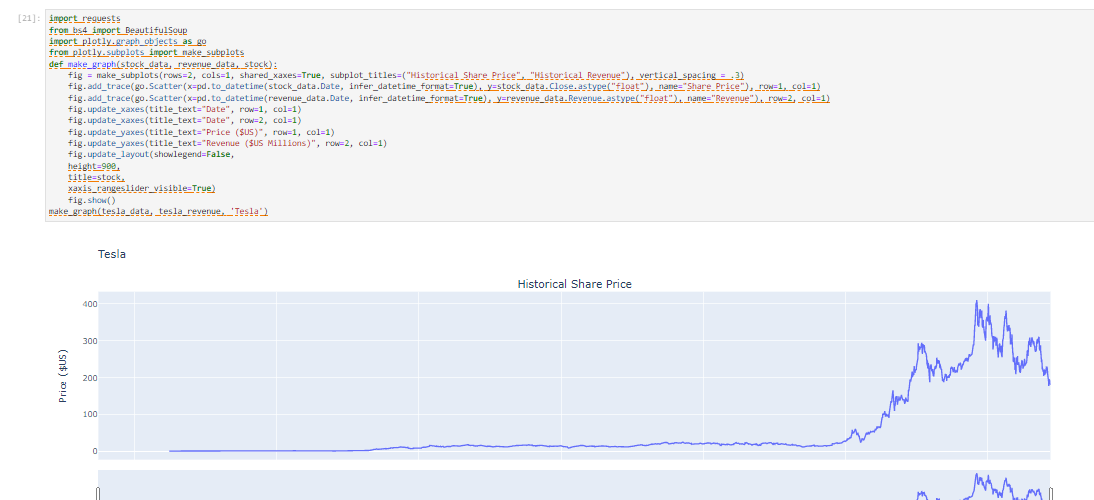 [21]:
import requests
from bs4 import BeautifulSoup
import plotly.graph_objects as go
from plotly.subplots import make_subplots
def make_graph(stock_data, revenue_data, stock):
    fig = make_subplots(rows=2, cols=1, shared_xaxes=True, subplot_titles=("Historical Share Price", "Historical Revenue"), vertical_spacing = .3)
    fig.add_trace(go.Scatter(x=pd.to_datetime(stock_data.Date, infer_datetime_format=True), y=stock_data.Close.astype("float"), name="Share Price"), row=1, col=1)
    fig.add_trace(go.Scatter(x=pd.to_datetime(revenue_data.Date, infer_datetime_format=True), y=revenue_data.Revenue.astype("float"), name="Revenue"), row=2, col=1)
    fig.update_xaxes(title_text="Date", row=1, col=1)
    fig.update_xaxes(title_text="Date", row=2, col=1)
    fig.update_yaxes(title_text="Price ($US)", row=1, col=1)
    fig.update_yaxes(title_text="Revenue ($US Millions)", row=2, col=1)
    fig.update_layout(showlegend=False,
    height=900,
    title=stock,
    xaxis_rangeslider_visible=True)
    fig.show()
make_graph(tesla_data, tesla_revenue, 'Tesla')
Tesla
Historical Share Price
400
300
200
100
0
Price ($US)